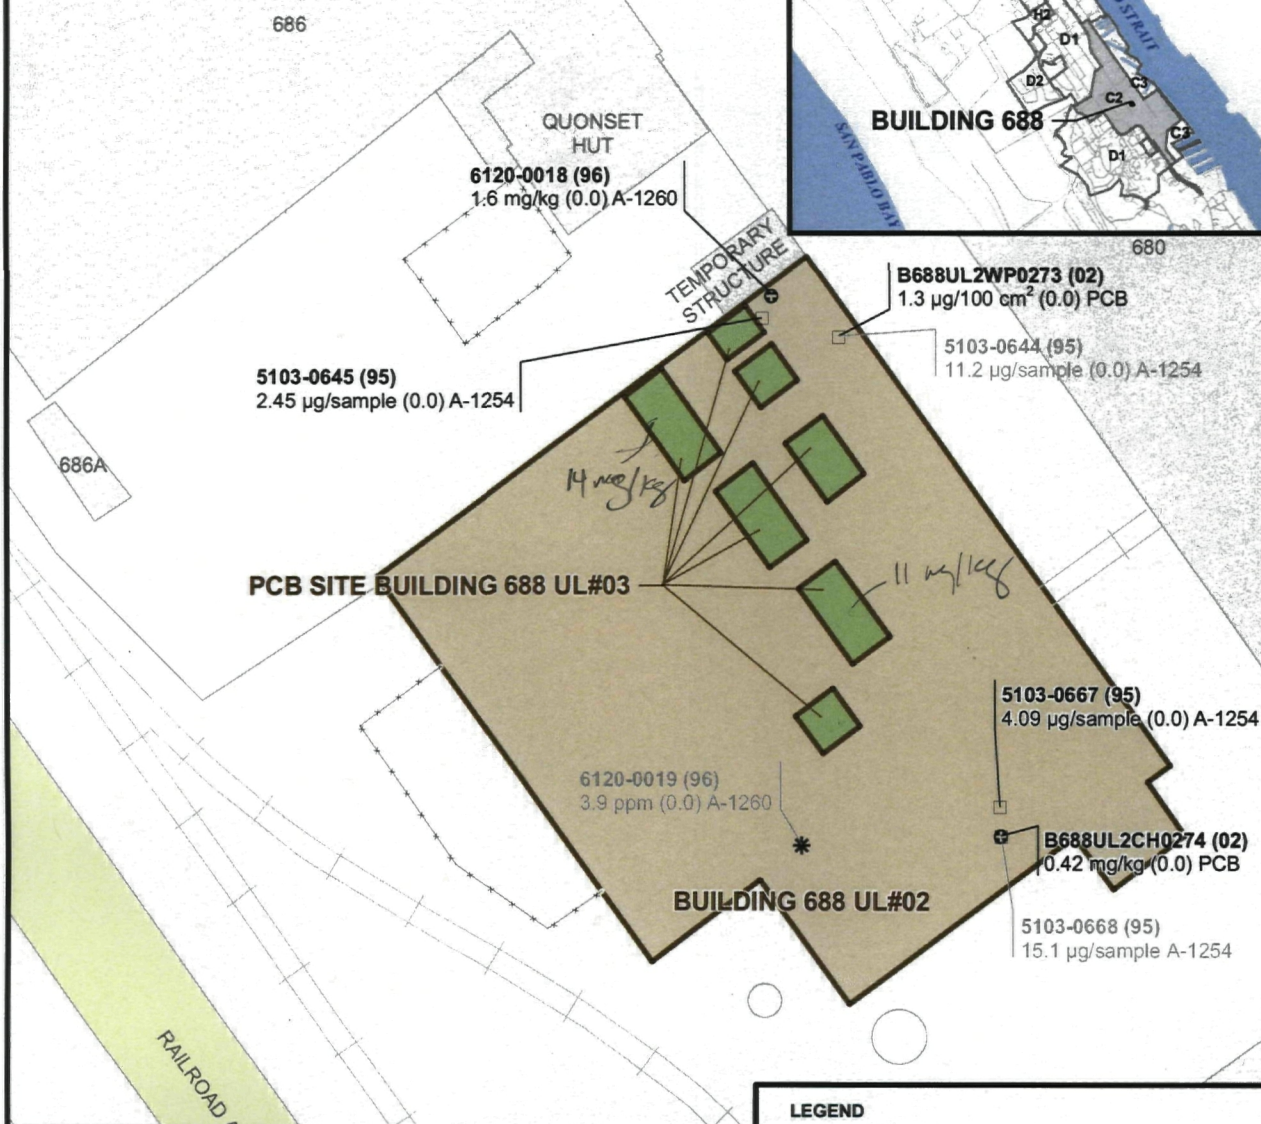 686
QUONSET
HUT
6120-0018 (96)
1.6 mg/kg (0.0) A-1260
H2
D1
D2
C3
C2
BUILDING 688
C3
D1
STRAIT
SAN PABLO BAY
680
TEMPORARY
STRUCTURE
B688UL2WP0273 (02)
1.3 µg/100 cm² (0.0) PCB
5103-0644 (95)
11.2 µg/sample (0.0) A-1254
5103-0645 (95)
2.45 µg/sample (0.0) A-1254
686A
14 mg/kg
PCB SITE BUILDING 688 UL#03
11 mg/kg
5103-0667 (95)
4.09 µg/sample (0.0) A-1254
6120-0019 (96)
3.9 ppm (0.0) A-1260
B688UL2CH0274 (02)
0.42 mg/kg (0.0) PCB
BUILDING 688 UL#02
5103-0668 (95)
15.1 µg/sample A-1254
RAILROAD
LEGEND